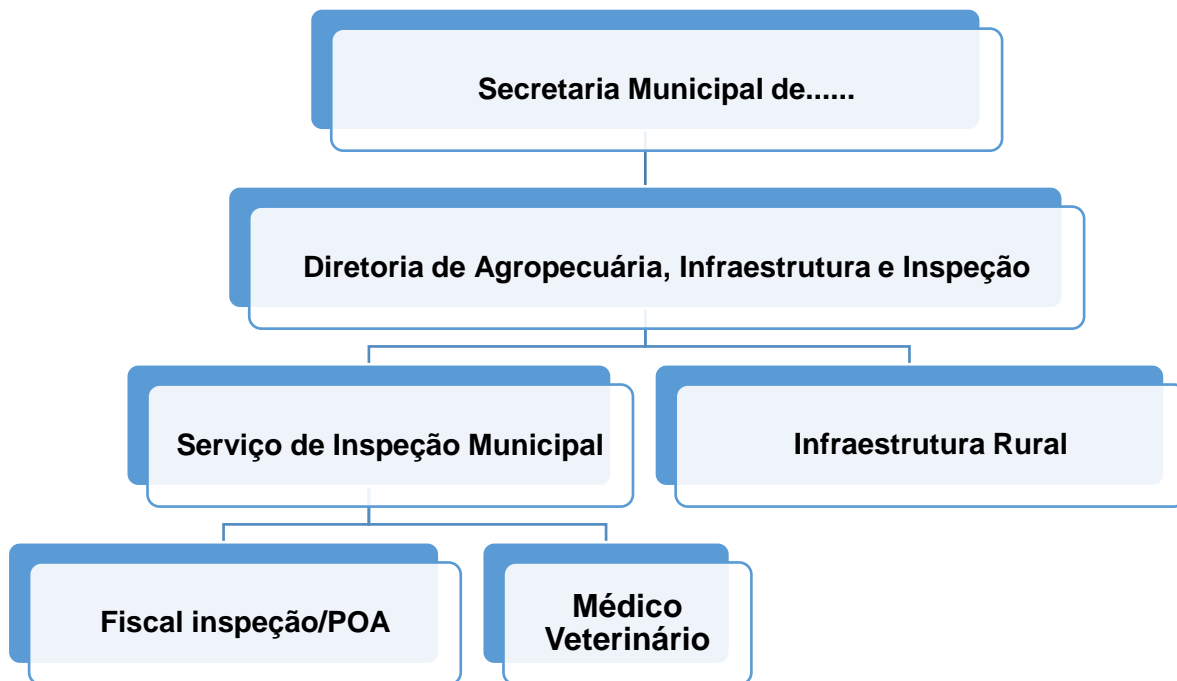 Secretaria Municipal de......
Diretoria de Agropecuária, Infraestrutura e Inspeção
Serviço de Inspeção Municipal
Infraestrutura Rural
Fiscal inspeção/POA
Médico
Veterinário